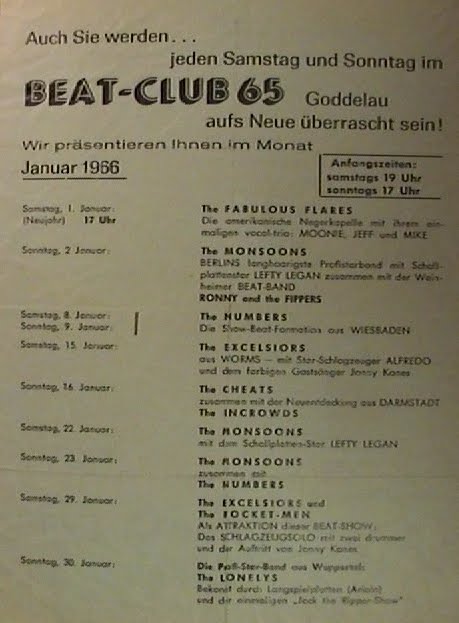 Auch Sie werden...
jeden Samstag und Sonntag im
BEAT-CLUB 65 Goddelau
aufs Neue überrascht sein!
Wir präsentieren Ihnen im Monat
Januar 1966
Anfangszeiten:
samstags 19 Uhr
sonntags 17 Uhr
Samstag, 1. Januar: The FABULOUS FLARES
(Neujahr) 17 Uhr Die amerikanische Negerkapelle mit ihrem ein-
maligen vocal-trio: MOONIE, JEFF und MIKE
Sonntag, 2 Januar: The MONSOONS
BERLINS langhaarigste Profistarband mit Schall-
plattenstar LEFTY LEGAN zusammen mit der Wein-
heimer BEAT-BAND
RONNY and the FIPPERS
Samstag, 8. Januar: The NUMBERS
Sonntag, 9. Januar: Die Show-Beat-Formation aus WIESBADEN
Samstag, 15. Januar: The EXCELSIORS
aus WORMS — mit Star-Schlagzeuger ALFREDO
und dem farbigen Gastsänger Jonny Kanes
Sonntag, 16. Januar: The CHEATS
zusammen mit der Neuentdeckung aus DARMSTADT
The INCROWDS
Samstag, 22. Januar: The MONSOONS
mit dem Schallplatten-Star LEFTY LEGAN
Sonntag, 23. Januar: The MONSOONS
zusammen mit
The NUMBERS
Samstag, 29. Januar: The EXCELSIORS und
The ROCKET-MEN
Als ATTRAKTION dieser BEAT-SHOW:
Das SCHLAGZEUGSOLO mit zwei drummer
und der Auftritt von Jonny Kanes
Sonntag, 30. Januar: Die Profi-Star-Band aus Wuppertal:
The LONELYS
Bekannt durch Langspielplatten (Ariola)
und die einmaligen „Jack the Ripper-Show"